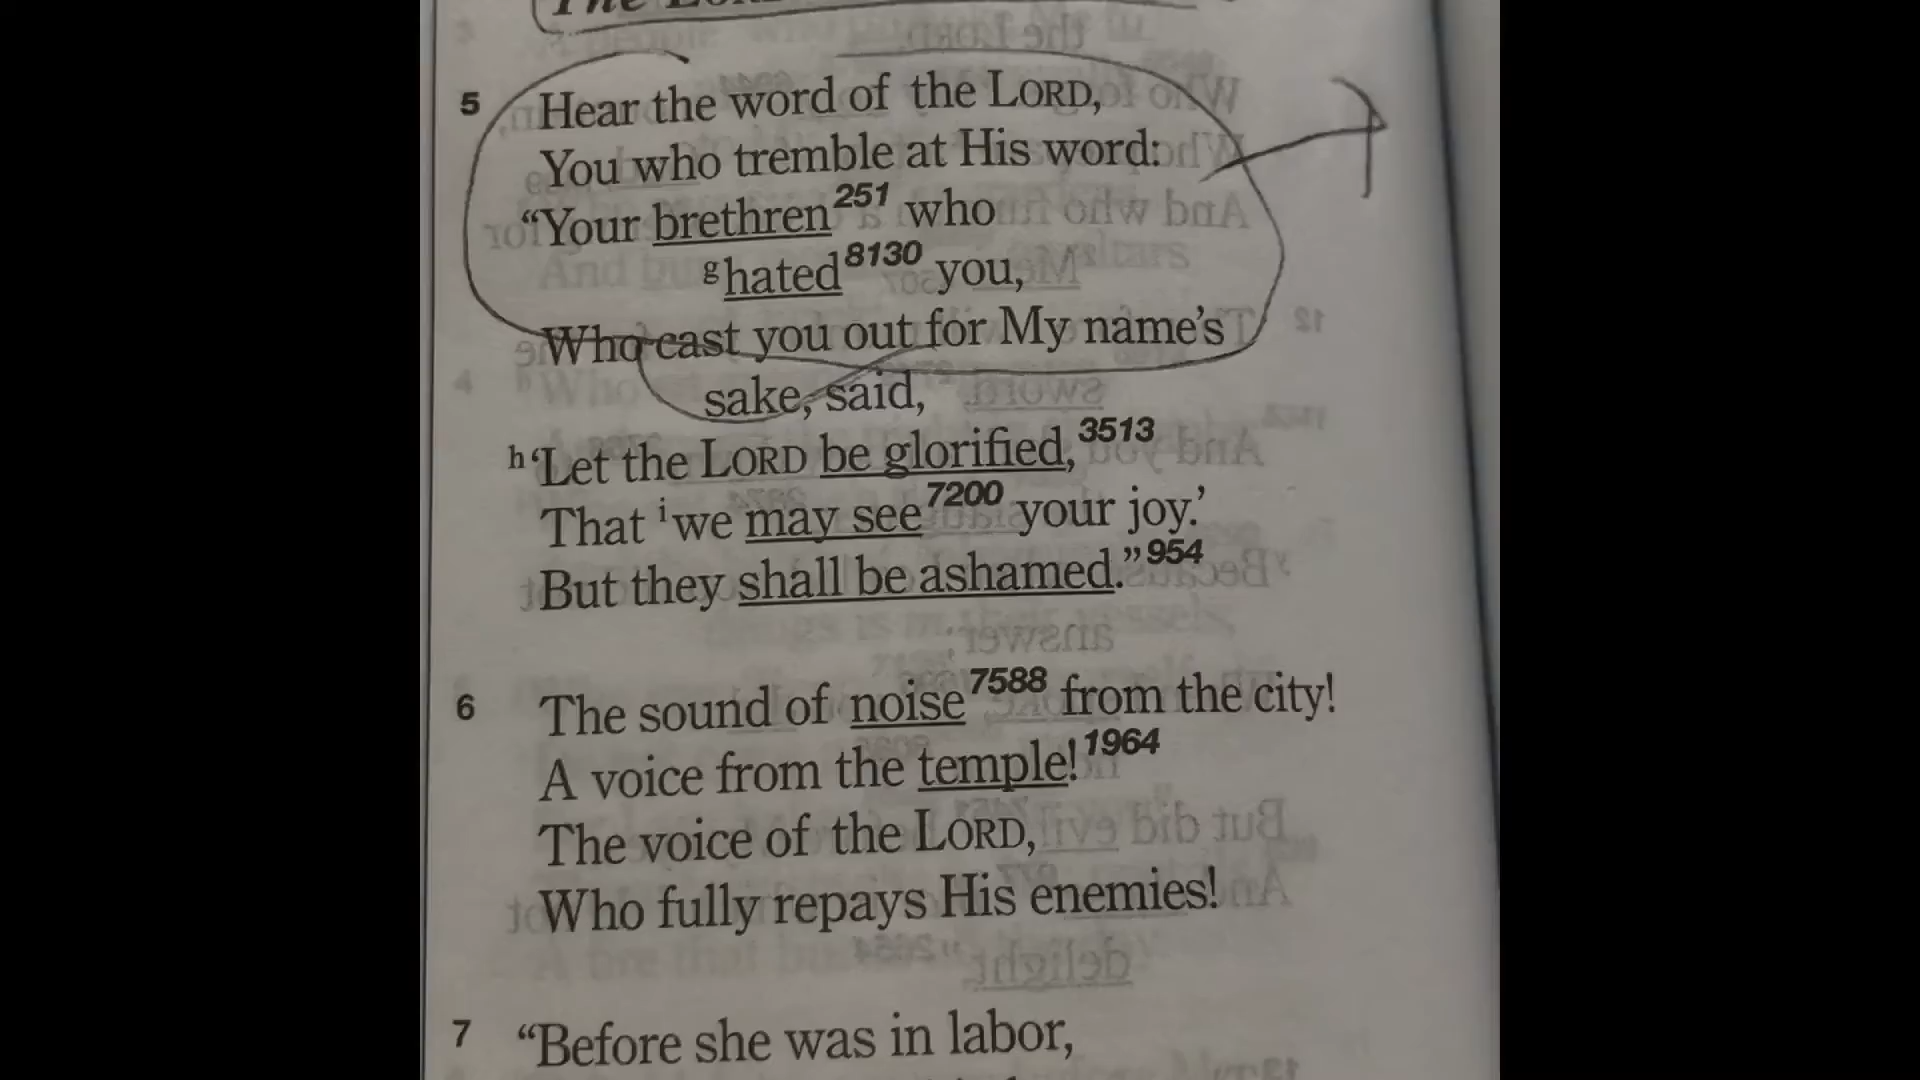 The LORD
5 Hear the word of the LORD,
You who tremble at His word:
“Your brethren251 who
ghated8130 you,
Who cast you out for My name’s
sake, said,
h‘Let the LORD be glorified,3513
That iwe may see7200 your joy.’
But they shall be ashamed.”954
6 The sound of noise7588 from the city!
A voice from the temple!1964
The voice of the LORD,
Who fully repays His enemies!
7 “Before she was in labor,